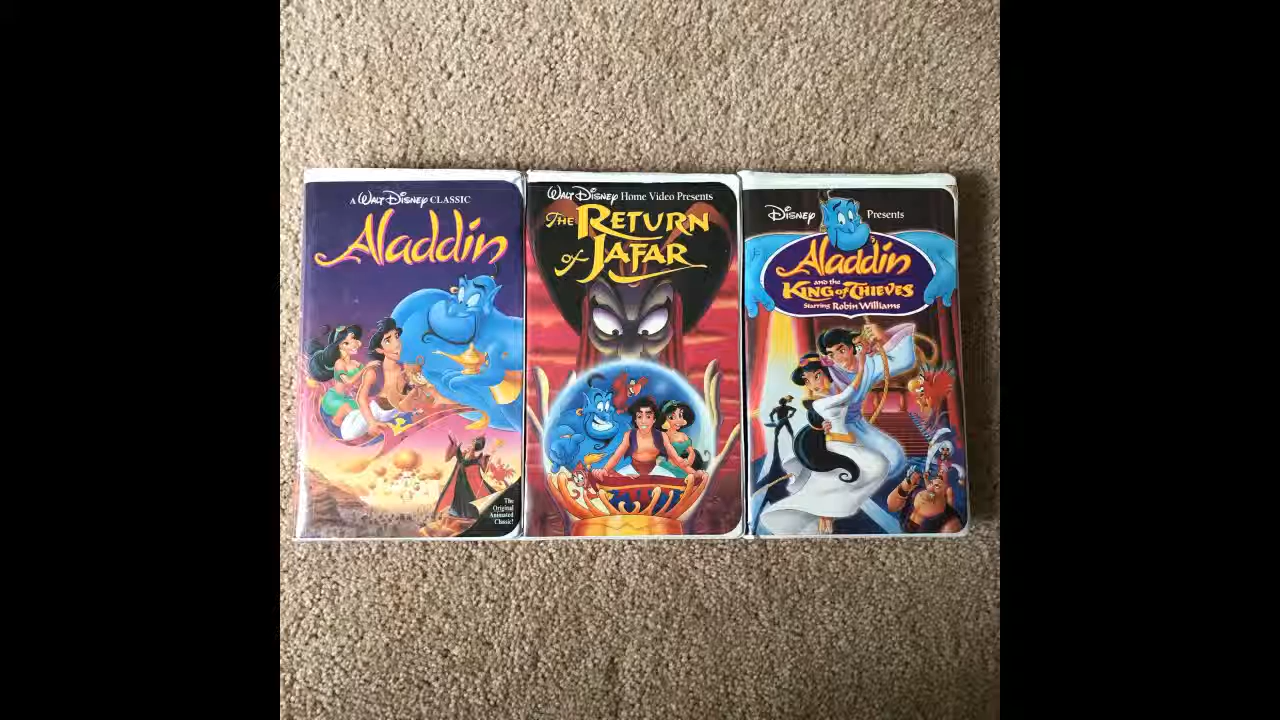 A WALT DISNEY CLASSIC
Aladdin
The
Original
Animated
Classic!
WALT DISNEY Home Video Presents
THE RETURN
of JAFAR
DISNEY Presents
Aladdin
and the
KING of THIEVES
Starring Robin Williams